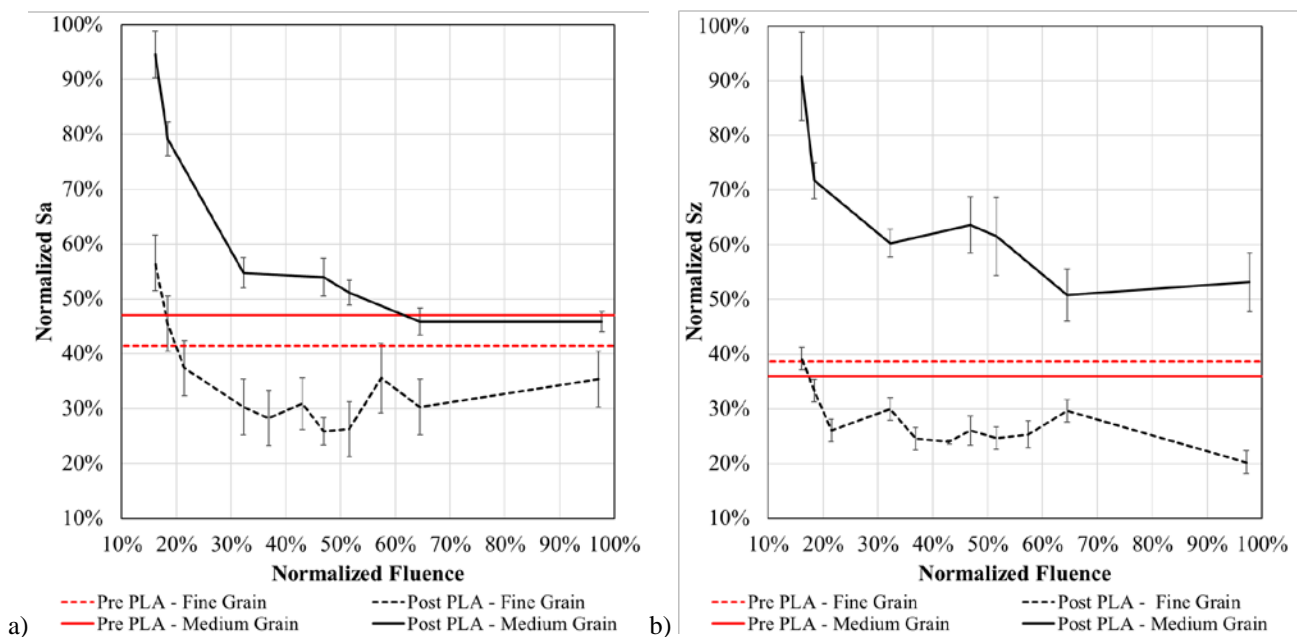 100%
90%
80%
70%
60%
50%
40%
30%
20%
10%
Normalized Sa
10% 20% 30% 40% 50% 60% 70% 80% 90% 100%
Normalized Fluence
Pre PLA - Fine Grain
Post PLA - Fine Grain
Pre PLA - Medium Grain
Post PLA - Medium Grain
a)
100%
90%
80%
70%
60%
50%
40%
30%
20%
10%
Normalized Sz
10% 20% 30% 40% 50% 60% 70% 80% 90% 100%
Normalized Fluence
Pre PLA - Fine Grain
Post PLA - Fine Grain
Pre PLA - Medium Grain
Post PLA - Medium Grain
b)